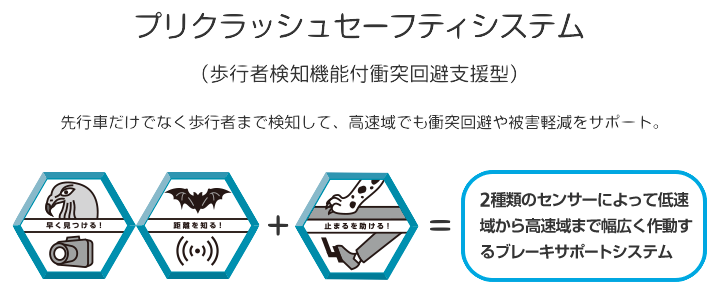 プリクラッシュセーフティシステム
（歩行者検知機能付衝突回避支援型）
先行車だけでなく歩行者まで検知して、高速域でも衝突回避や被害軽減をサポート。
早く見つける！
距離を知る！
+
止まるを助ける！
=
2種類のセンサーによって低速
域から高速域まで幅広く作動す
るブレーキサポートシステム